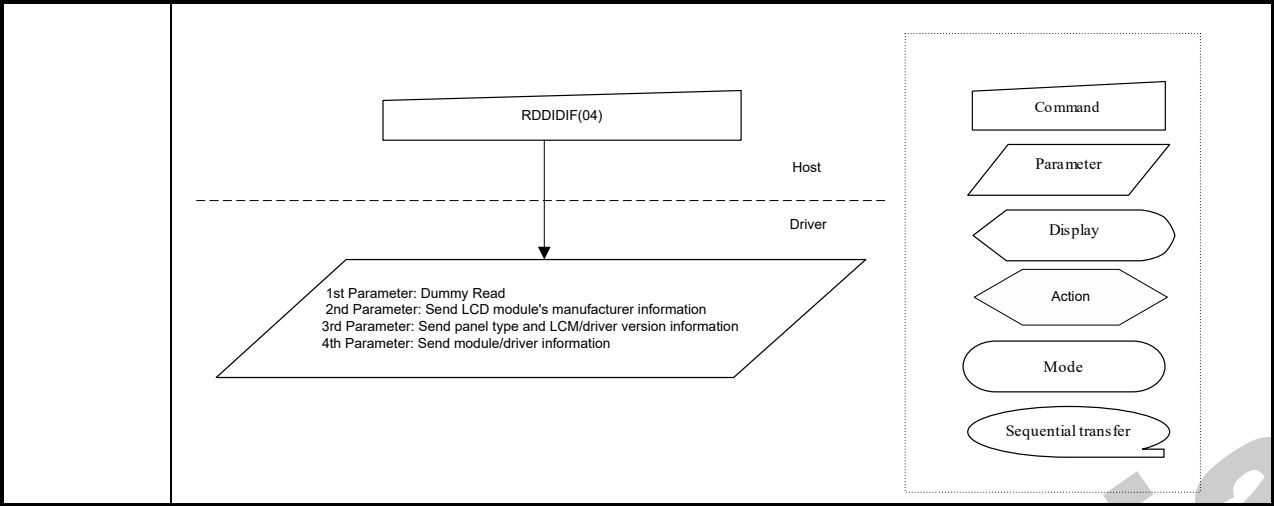 RDDIDIF(04)
Host
Driver
1st Parameter: Dummy Read
2nd Parameter: Send LCD module's manufacturer information
3rd Parameter: Send panel type and LCM/driver version information
4th Parameter: Send module/driver information
Command
Parameter
Display
Action
Mode
Sequential transfer